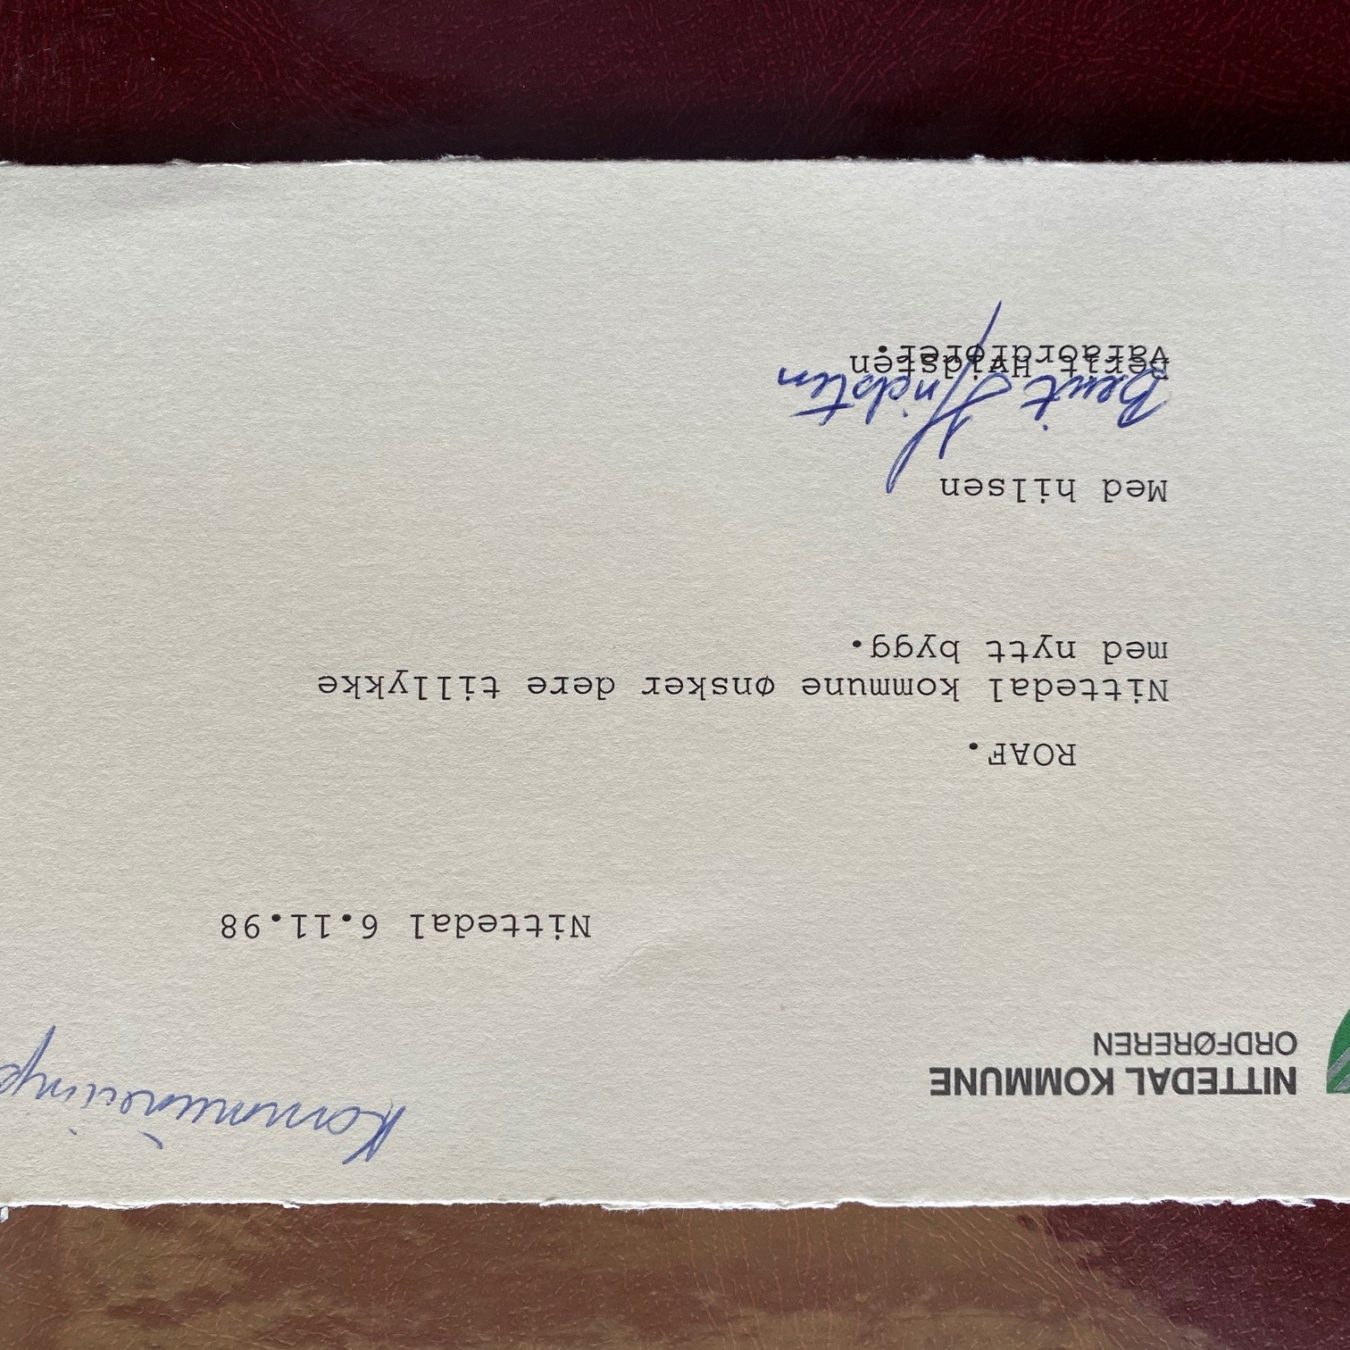 NITTEDAL KOMMUNE
ORDFØREREN
Nittedal 6.11.98
ROAF.
Nittedal kommune ønsker dere tillykke
med nytt bygg.
Med hilsen
Berit Hvidsten
Berit Hvidsten
Varaordfører.